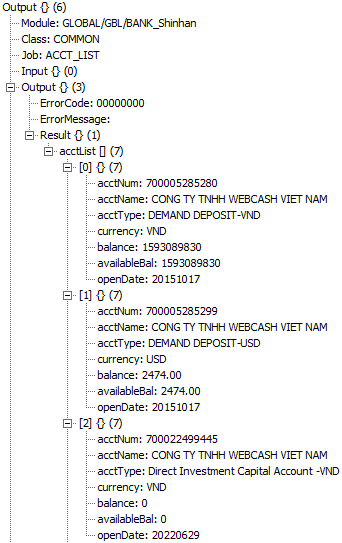 Output {} (6)
Module: GLOBAL/GBL/BANK_Shinhan
Class: COMMON
Job: ACCT_LIST
Input {} (0)
Output {} (3)
ErrorCode: 00000000
ErrorMessage:
Result {} (1)
acctList [] (7)
[0] {} (7)
acctNum: 700005285280
acctName: CONG TY TNHH WEBCASH VIET NAM
acctType: DEMAND DEPOSIT-VND
currency: VND
balance: 1593089830
availableBal: 1593089830
openDate: 20151017
[1] {} (7)
acctNum: 700005285299
acctName: CONG TY TNHH WEBCASH VIET NAM
acctType: DEMAND DEPOSIT-USD
currency: USD
balance: 2474.00
availableBal: 2474.00
openDate: 20151017
[2] {} (7)
acctNum: 700022499445
acctName: CONG TY TNHH WEBCASH VIET NAM
acctType: Direct Investment Capital Account -VND
currency: VND
balance: 0
availableBal: 0
openDate: 20220629